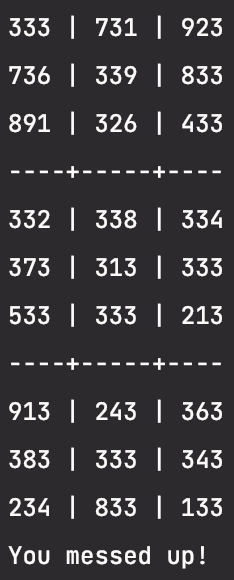 333 | 731 | 923
736 | 339 | 833
891 | 326 | 433
----+-----+----
332 | 338 | 334
373 | 313 | 333
533 | 333 | 213
----+-----+----
913 | 243 | 363
383 | 333 | 343
234 | 833 | 133
You messed up!